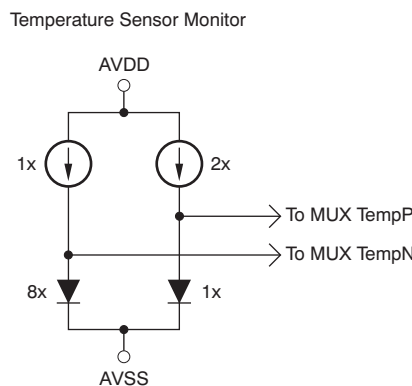 Temperature Sensor Monitor
AVDD
1x
2x
To MUX TempP
To MUX TempN
8x
1x
AVSS